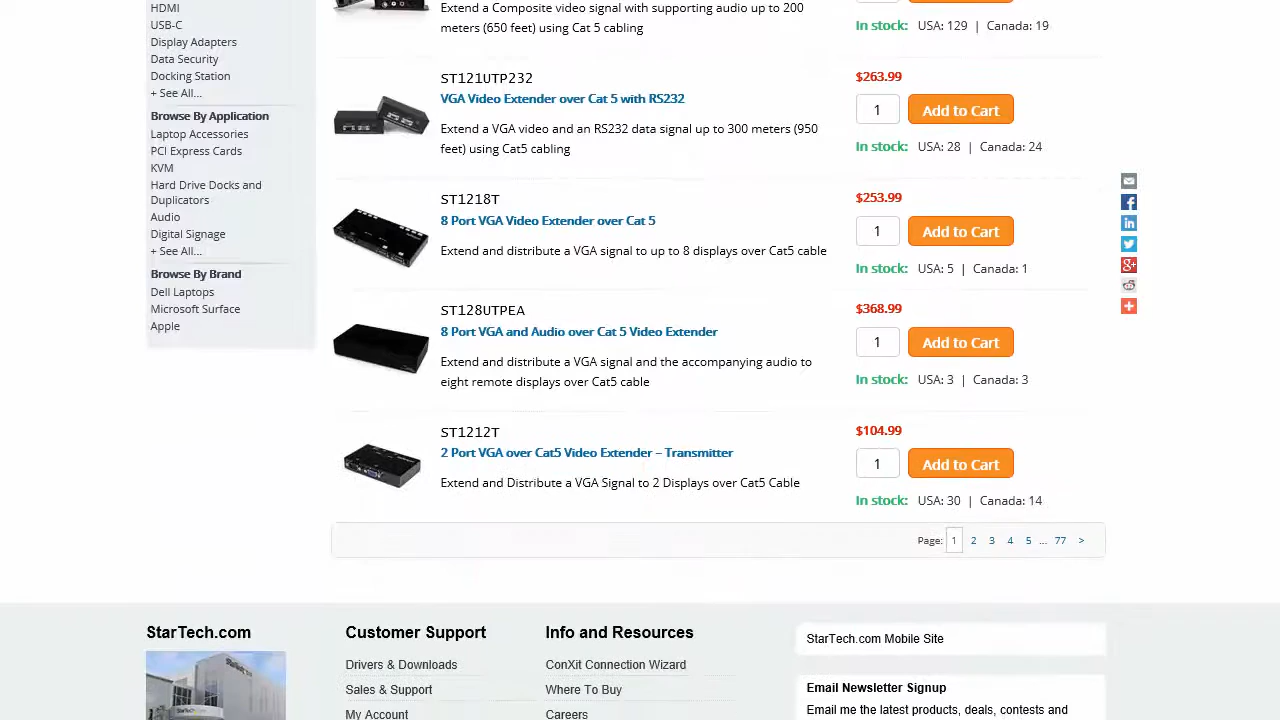 HDMI
USB-C
Display Adapters
Data Security
Docking Station
+ See All...
Browse By Application
Laptop Accessories
PCI Express Cards
KVM
Hard Drive Docks and
Duplicators
Audio
Digital Signage
+ See All...
Browse By Brand
Dell Laptops
Microsoft Surface
Apple
Extend a Composite video signal with supporting audio up to 200
meters (650 feet) using Cat 5 cabling
In stock: USA: 129 | Canada: 19
ST121UTP232
VGA Video Extender over Cat 5 with RS232
Extend a VGA video and an RS232 data signal up to 300 meters (950
feet) using Cat5 cabling
$263.99
1 Add to Cart
In stock: USA: 28 | Canada: 24
ST1218T
8 Port VGA Video Extender over Cat 5
Extend and distribute a VGA signal to up to 8 displays over Cat5 cable
$253.99
1 Add to Cart
In stock: USA: 5 | Canada: 1
ST128UTPEA
8 Port VGA and Audio over Cat 5 Video Extender
Extend and distribute a VGA signal and the accompanying audio to
eight remote displays over Cat5 cable
$368.99
1 Add to Cart
In stock: USA: 3 | Canada: 3
ST1212T
2 Port VGA over Cat5 Video Extender – Transmitter
Extend and Distribute a VGA Signal to 2 Displays over Cat5 Cable
$104.99
1 Add to Cart
In stock: USA: 30 | Canada: 14
Page: 1 2 3 4 5 ... 77 >
StarTech.com
Customer Support
Drivers & Downloads
Sales & Support
My Account
Info and Resources
ConXit Connection Wizard
Where To Buy
Careers
StarTech.com Mobile Site
Email Newsletter Signup
Email me the latest products, deals, contests and